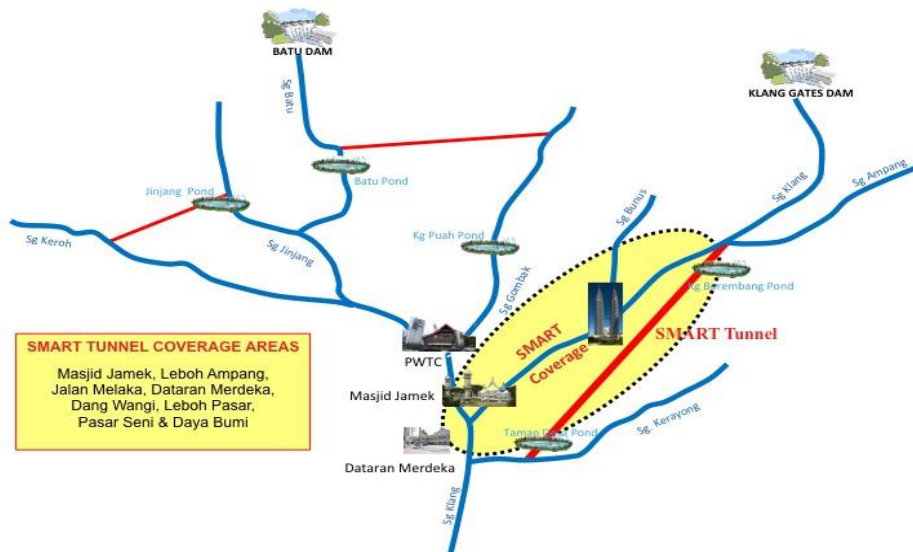 BATU DAM
KLANG GATES DAM
Sg Batu
Sg Klang
Sg Ampang
Jinjang Pond
Batu Pond
Sg Bunus
Sg Keroh
Sg Jinjang
Kg Puah Pond
Sg Gombak
Kg Berembang Pond
SMART
Coverage
SMART Tunnel
PWTC
SMART TUNNEL COVERAGE AREAS
Masjid Jamek, Leboh Ampang,
Jalan Melaka, Dataran Merdeka,
Dang Wangi, Leboh Pasar,
Pasar Seni & Daya Bumi
Masjid Jamek
Sg. Kerayong
Taman Desa Pond
Dataran Merdeka
Sg Klang